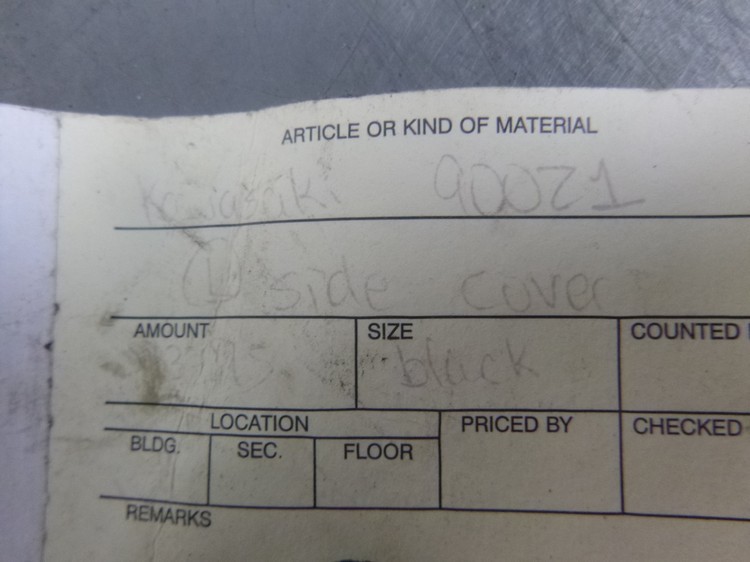 ARTICLE OR KIND OF MATERIAL
Kawasaki 90021
(L) side cover
AMOUNT SIZE COUNTED
black
LOCATION PRICED BY CHECKED
BLDG. SEC. FLOOR
REMARKS